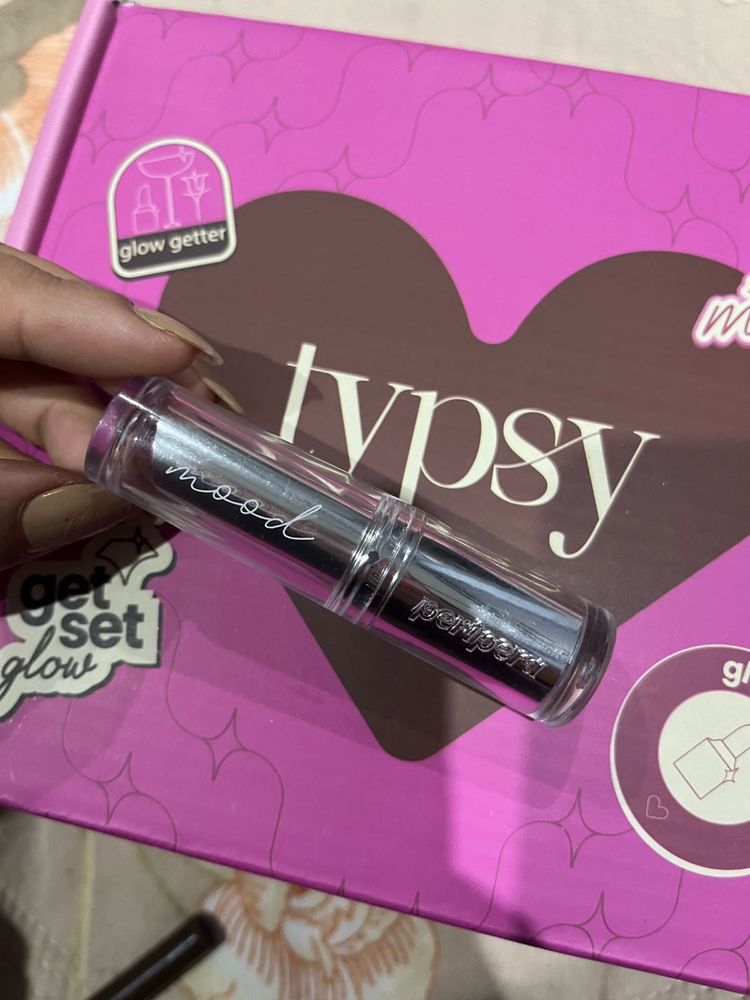 glow getter
typsy
mood
peripera
get
set
glow